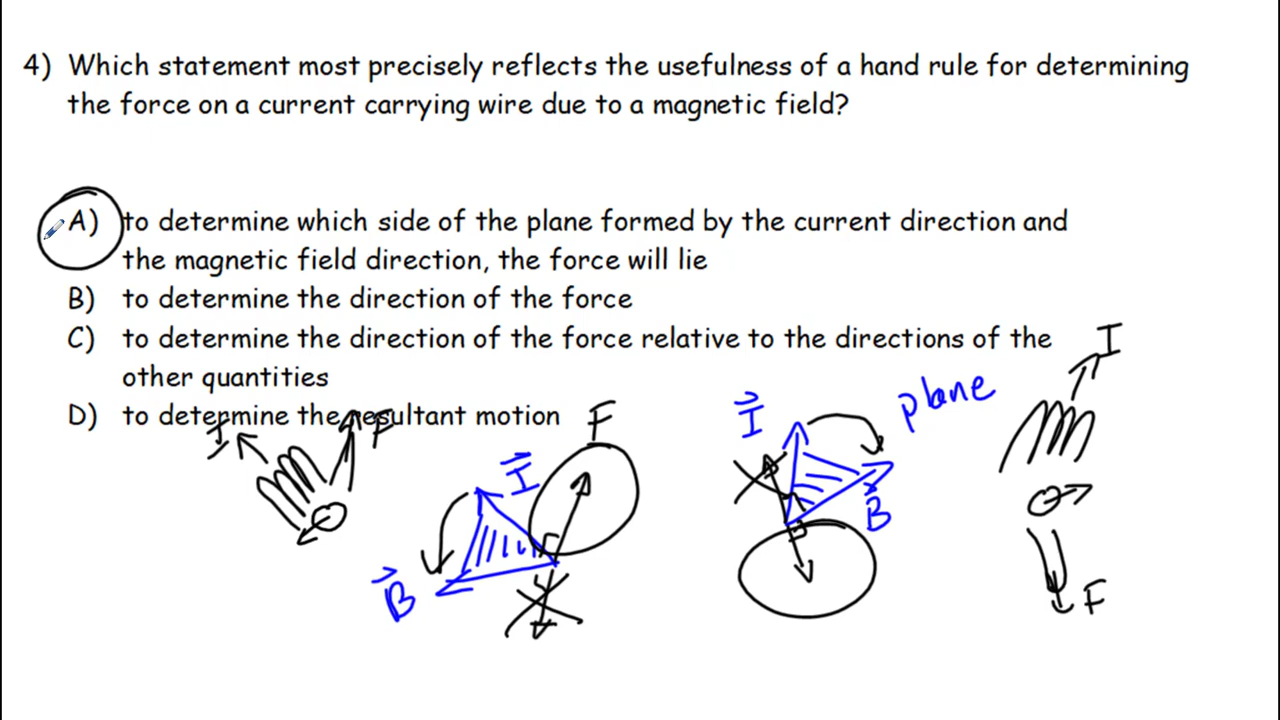 4) Which statement most precisely reflects the usefulness of a hand rule for determining
the force on a current carrying wire due to a magnetic field?
A) to determine which side of the plane formed by the current direction and
the magnetic field direction, the force will lie
B) to determine the direction of the force
C) to determine the direction of the force relative to the directions of the
other quantities
D) to determine the resultant motion
I
F
I
B
F
I
plane
B
I
F